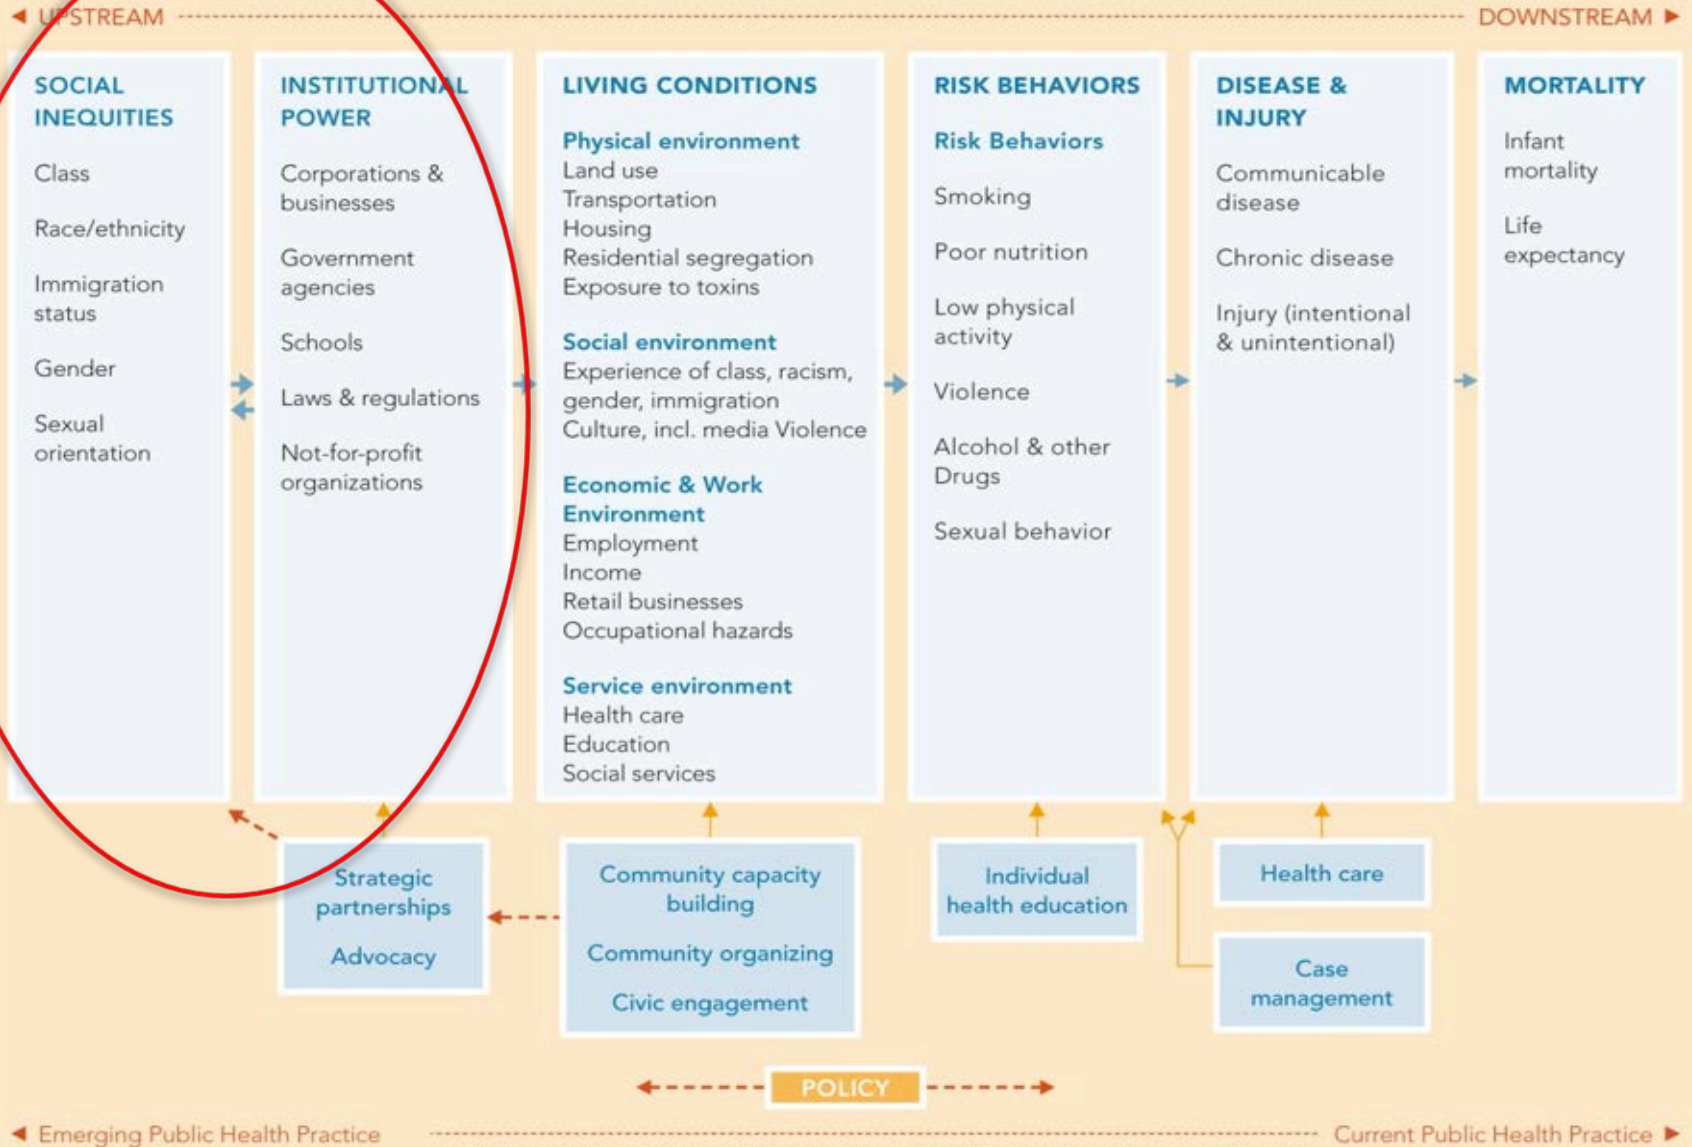 UPSTREAM
DOWNSTREAM
SOCIAL
INEQUITIES
Class
Race/ethnicity
Immigration
status
Gender
Sexual
orientation
INSTITUTIONAL
POWER
Corporations &
businesses
Government
agencies
Schools
Laws & regulations
Not-for-profit
organizations
LIVING CONDITIONS
Physical environment
Land use
Transportation
Housing
Residential segregation
Exposure to toxins
Social environment
Experience of class, racism,
gender, immigration
Culture, incl. media Violence
Economic & Work
Environment
Employment
Income
Retail businesses
Occupational hazards
Service environment
Health care
Education
Social services
RISK BEHAVIORS
Risk Behaviors
Smoking
Poor nutrition
Low physical
activity
Violence
Alcohol & other
Drugs
Sexual behavior
DISEASE &
INJURY
Communicable
disease
Chronic disease
Injury (intentional
& unintentional)
MORTALITY
Infant
mortality
Life
expectancy
Strategic
partnerships
Advocacy
Community capacity
building
Community organizing
Civic engagement
Individual
health education
Health care
Case
management
POLICY
Emerging Public Health Practice
Current Public Health Practice